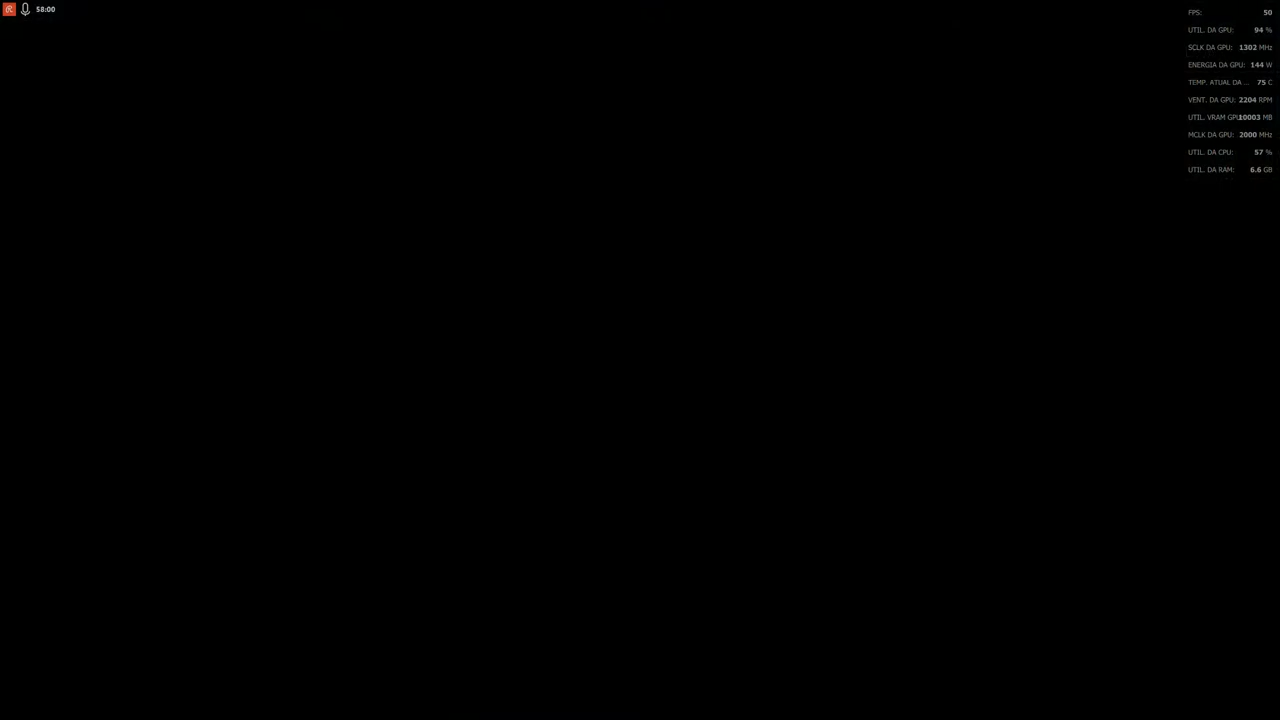 58:00
FPS: 50
UTIL. DA GPU: 94 %
SCLK DA GPU: 1302 MHz
ENERGIA DA GPU: 144 W
TEMP. ATUAL DA ... 75 C
VENT. DA GPU: 2204 RPM
UTIL. VRAM GPU 10003 MB
MCLK DA GPU: 2000 MHz
UTIL. DA CPU: 57 %
UTIL. DA RAM: 6.6 GB